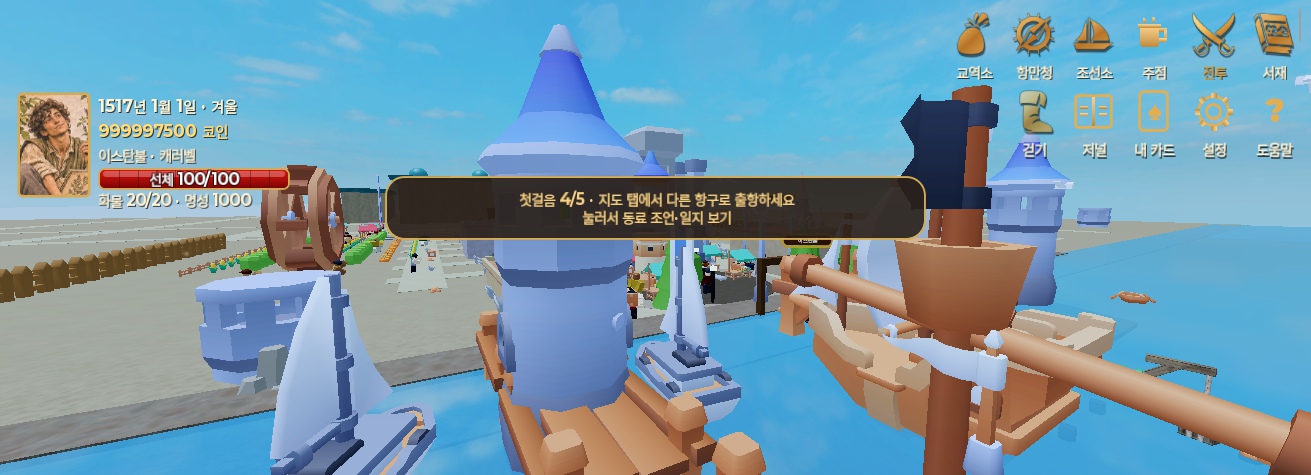 교역소 항만청 조선소 주점 전투 서재
걷기 저널 내 카드 설정 도움말
1517년 1월 1일 · 겨울
999997500 코인
이스탄불 · 캐러벨
선체 100/100
화물 20/20 · 명성 1000
첫걸음 4/5 · 지도 탭에서 다른 항구로 출항하세요
눌러서 동료 조언·일지 보기
이스탄불